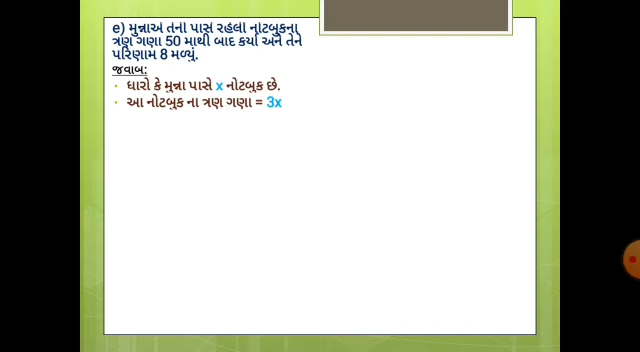 e) મુન્નાએ તેની પાસે રહેલી નોટબુકના
ત્રણ ગણા 50 માથી બાદ કર્યા અને તેને
પરિણામ 8 મળ્યું.
જવાબ:
• ધારો કે મુન્ના પાસે x નોટબુક છે.
• આ નોટબુક ના ત્રણ ગણા = 3x